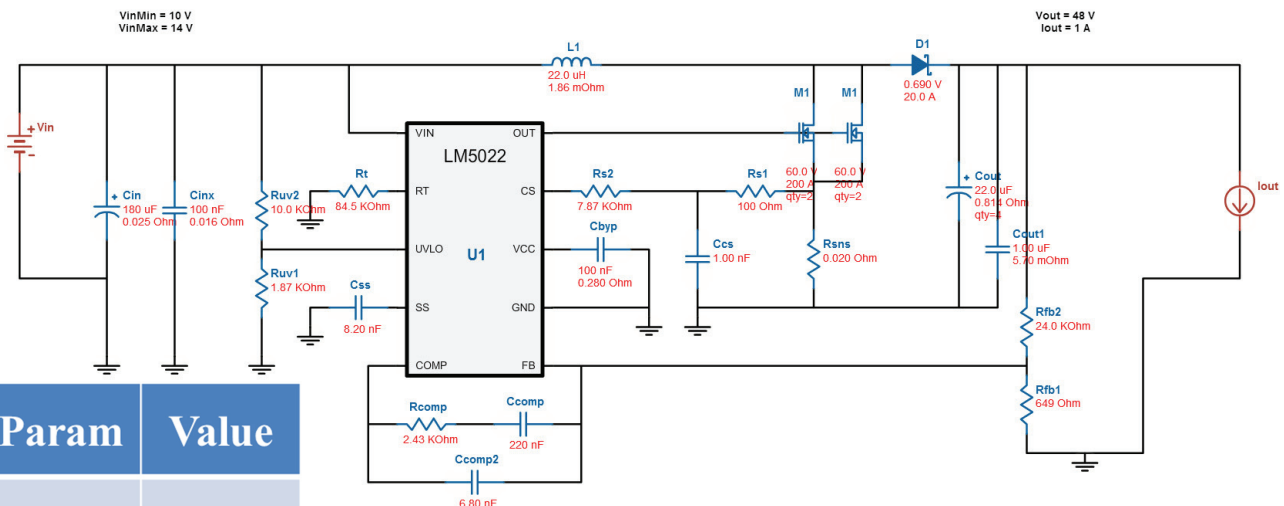 VinMin = 10 V
VinMax = 14 V
Vout = 48 V
Iout = 1 A
L1
22.0 uH
1.86 mOhm
D1
0.690 V
20.0 A
M1
M1
60.0 V
200 A
qty=2
60.0 V
200 A
qty=2
Vin
Cin
180 uF
0.025 Ohm
Cinx
100 nF
0.016 Ohm
Ruv2
10.0 KOhm
Ruv1
1.87 KOhm
Rt
84.5 KOhm
Css
8.20 nF
VIN
OUT
LM5022
RT
CS
UVLO
U1
VCC
SS
GND
COMP
FB
Rs2
7.87 KOhm
Rs1
100 Ohm
Cbyp
100 nF
0.280 Ohm
Ccs
1.00 nF
Rsns
0.020 Ohm
Cout
22.0 uF
0.814 Ohm
qty=4
Cout1
1.00 uF
5.70 mOhm
Iout
Rfb2
24.0 KOhm
Rfb1
649 Ohm
Rcomp
2.43 KOhm
Ccomp
220 nF
Ccomp2
6.80 nF
Param Value